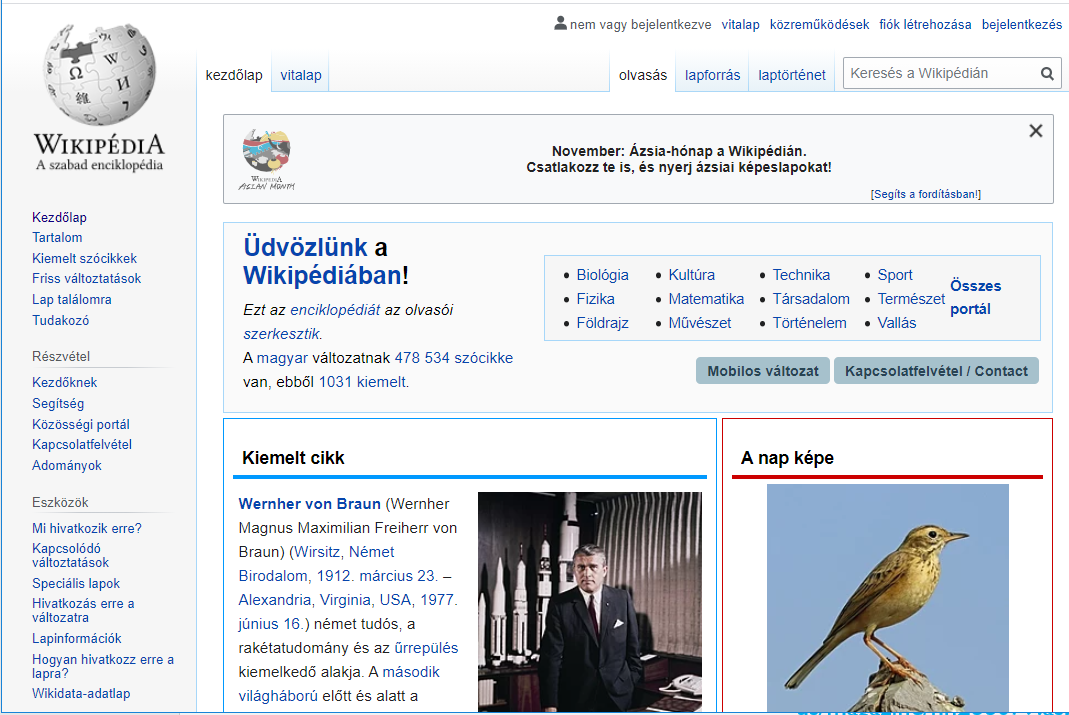 nem vagy bejelentkezve vitalap közreműködések fiók létrehozása bejelentkezés
WIKIPÉDIA
A szabad enciklopédia
kezdőlap vitalap olvasás lapforrás laptörténet Keresés a Wikipédián
November: Ázsia-hónap a Wikipédián.
Csatlakozz te is, és nyerj ázsiai képeslapokat!
WIKIPEDIA
ASIAN MONTH
[Segíts a fordításban!]
Kezdőlap
Tartalom
Kiemelt szócikkek
Friss változtatások
Lap találomra
Tudakozó
Részvétel
Kezdőknek
Segítség
Közösségi portál
Kapcsolatfelvétel
Adományok
Eszközök
Mi hivatkozik erre?
Kapcsolódó
változtatások
Speciális lapok
Hivatkozás erre a
változatra
Lapinformációk
Hogyan hivatkozz erre a
lapra?
Wikidata-adatlap
Üdvözlünk a
Wikipédiában!
Ezt az enciklopédiát az olvasói
szerkesztik.
A magyar változatnak 478 534 szócikke
van, ebből 1031 kiemelt.
Biológia Kultúra Technika Sport
Fizika Matematika Társadalom Természet
Földrajz Művészet Történelem Vallás
Összes
portál
Mobilos változat Kapcsolatfelvétel / Contact
Kiemelt cikk
Wernher von Braun (Wernher
Magnus Maximilian Freiherr von
Braun) (Wirsitz, Német
Birodalom, 1912. március 23. –
Alexandria, Virginia, USA, 1977.
június 16.) német tudós, a
rakétatudomány és az űrrepülés
kiemelkedő alakja. A második
világháború előtt és alatt a
A nap képe